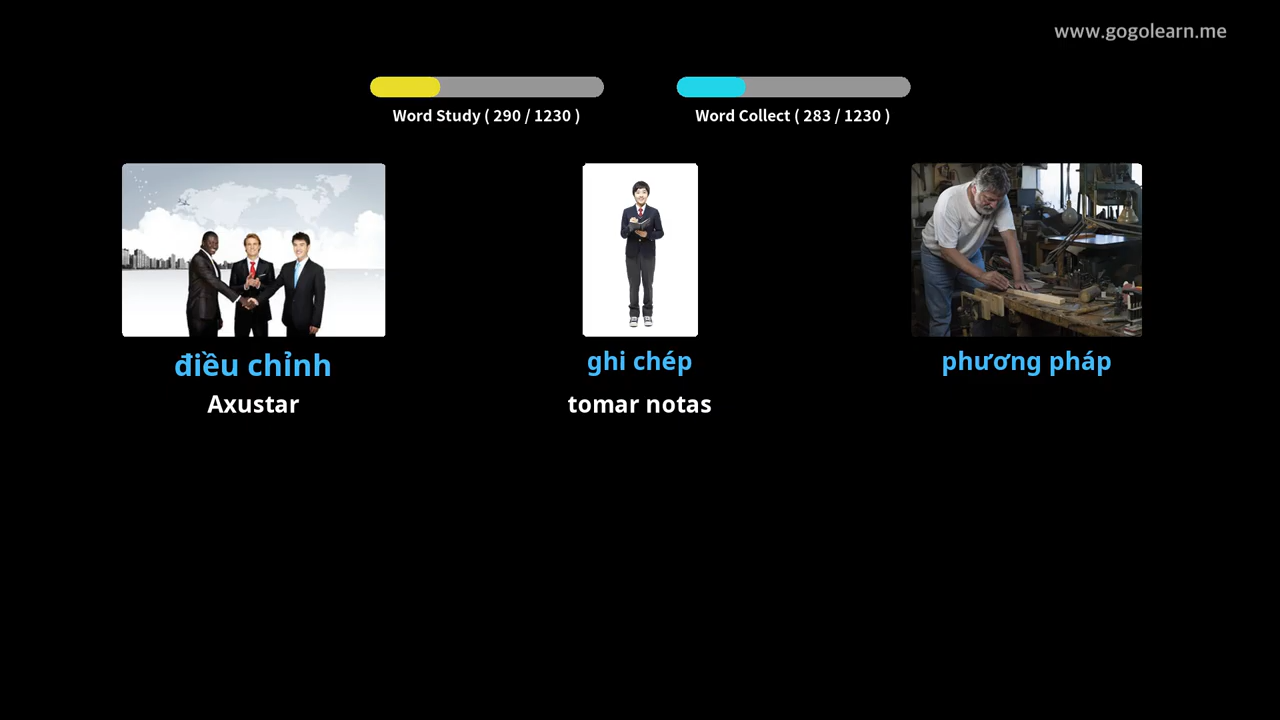 www.gogolearn.me
Word Study ( 290 / 1230 )
Word Collect ( 283 / 1230 )
điều chỉnh
ghi chép
phương pháp
Axustar
tomar notas